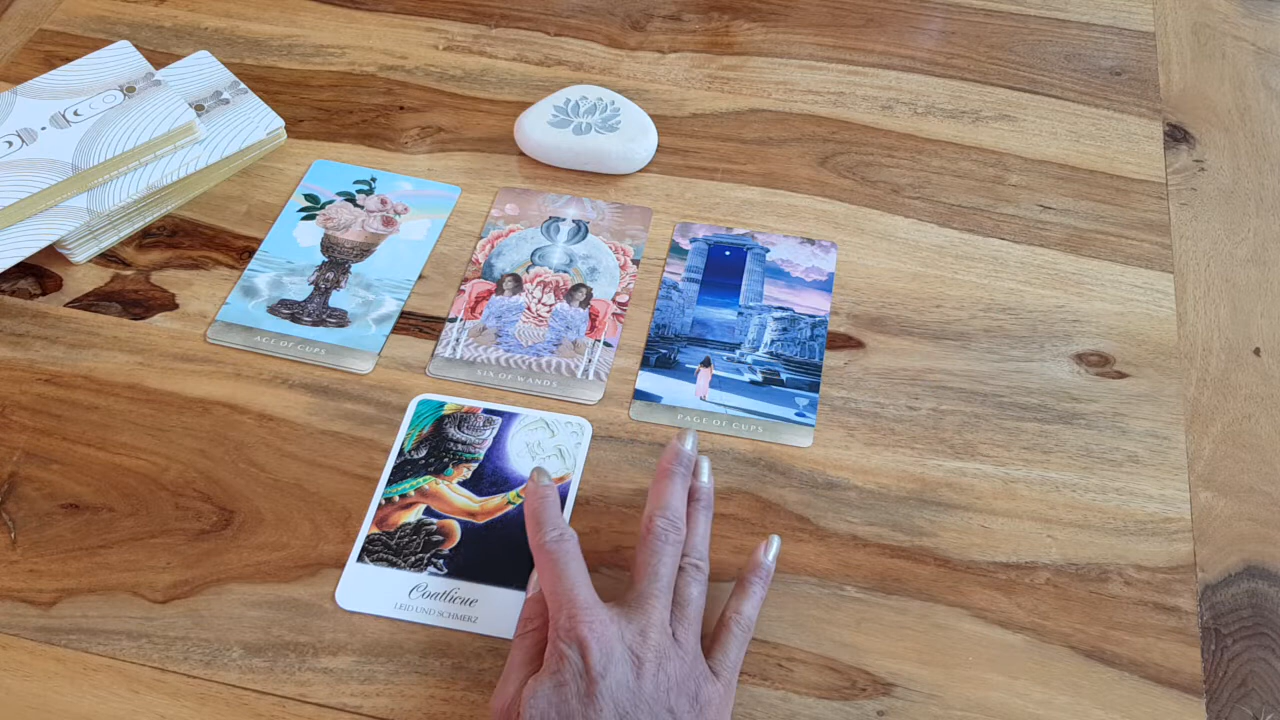 ACE OF CUPS
SIX OF WANDS
PAGE OF CUPS
Coatlicue
LEID UND SCHMERZ